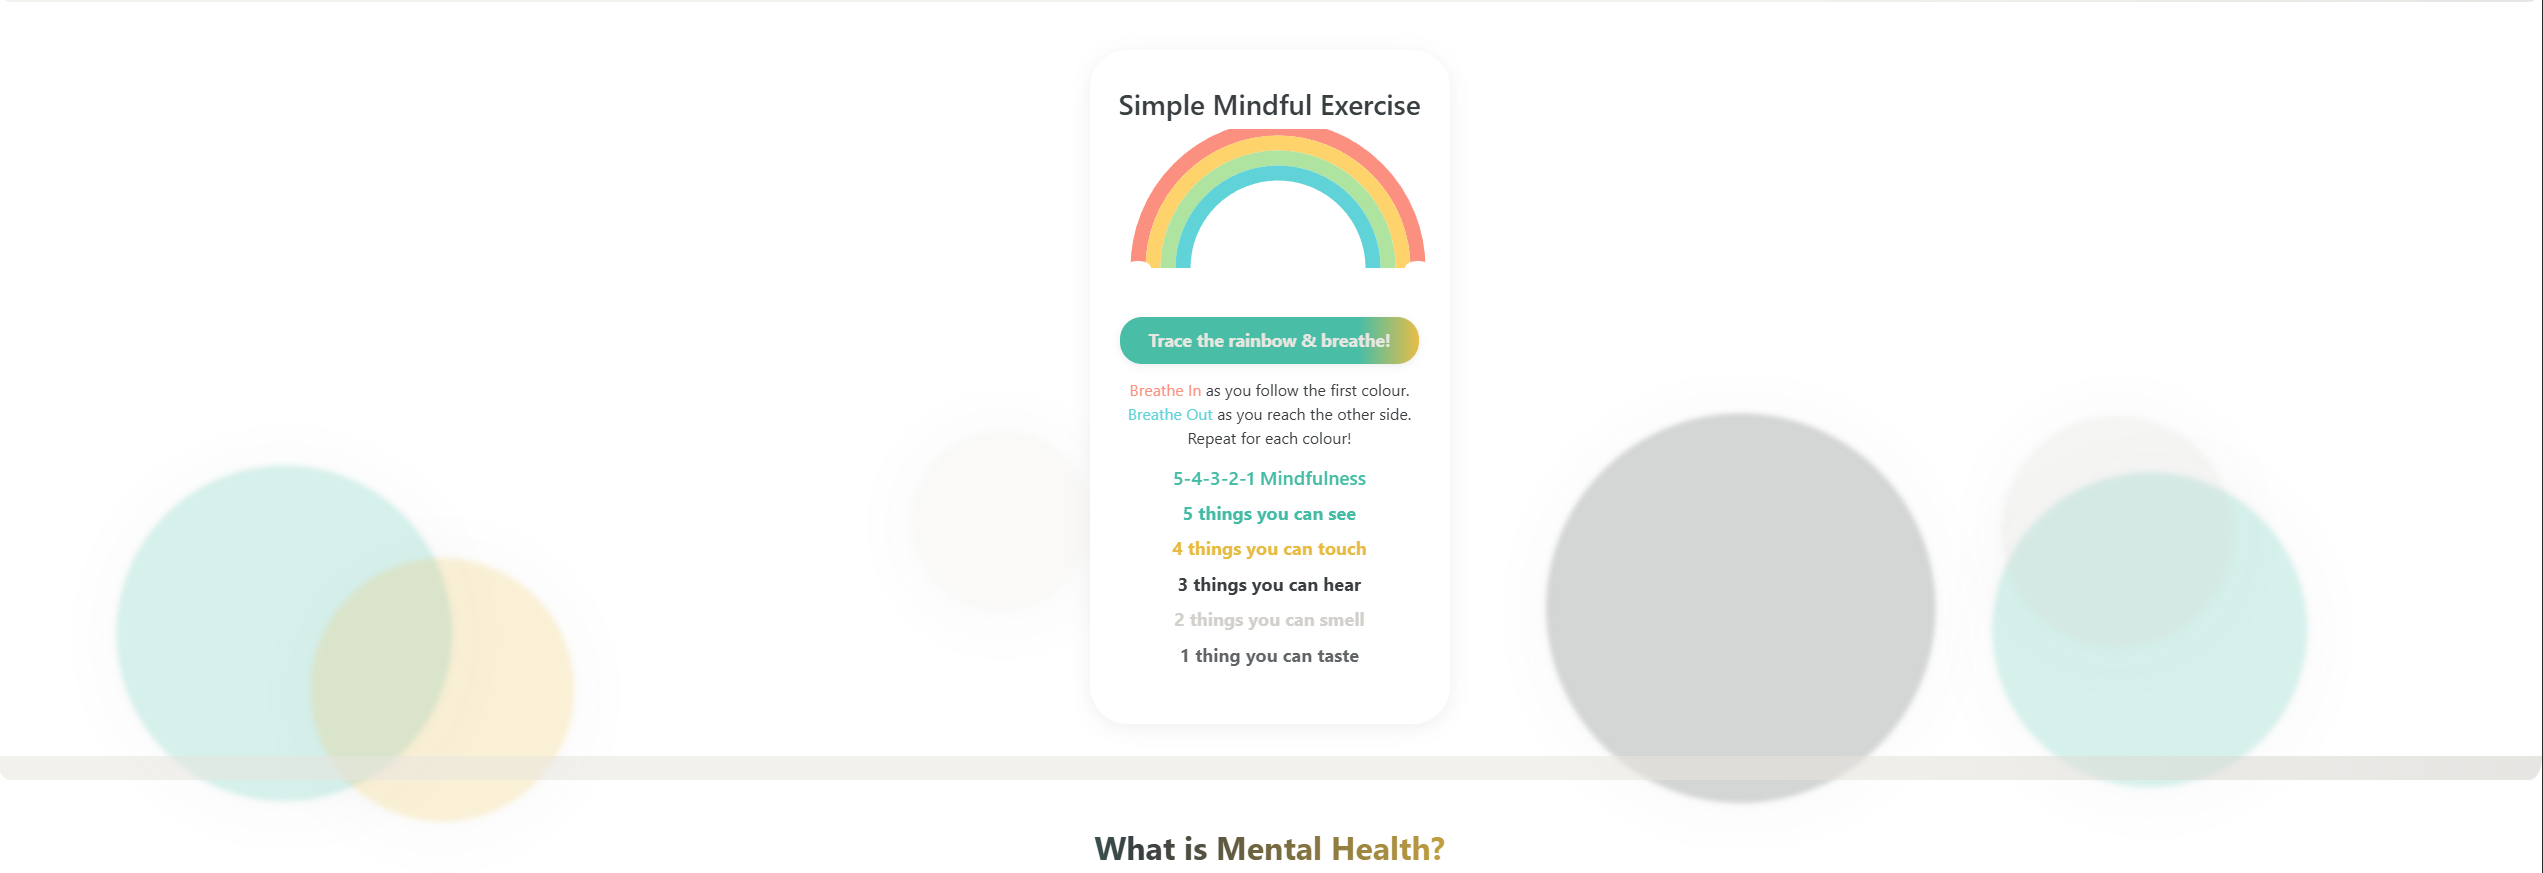 Simple Mindful Exercise
Trace the rainbow & breathe!
Breathe In as you follow the first colour.
Breathe Out as you reach the other side.
Repeat for each colour!
5-4-3-2-1 Mindfulness
5 things you can see
4 things you can touch
3 things you can hear
2 things you can smell
1 thing you can taste
What is Mental Health?